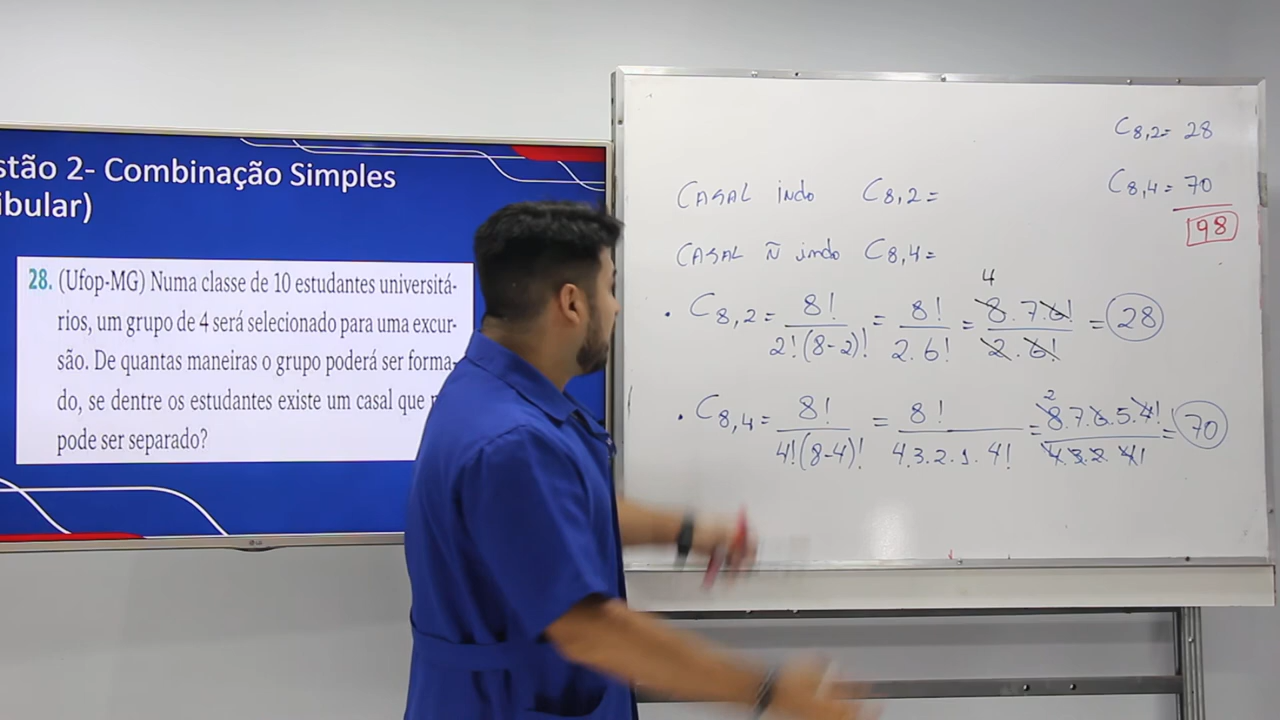 stão 2- Combinação Simples
ibular)
28. (Ufop-MG) Numa classe de 10 estudantes universitá-
rios, um grupo de 4 será selecionado para uma excur-
são. De quantas maneiras o grupo poderá ser forma-
do, se dentre os estudantes existe um casal que
pode ser separado?
LG
C8,2= 28
C8,4= 70
98
CASAL indo C8,2=
CASAL Ñ indo C8,4=
• C8,2= 8!/2!(8-2)! = 8!/2.6! = 4 8.7.6!/2.6! = 28
• C8,4= 8!/4!(8-4)! = 8!/4.3.2.1.4! = 2 8.7.6.5.4!/4.3.2.4! = 70